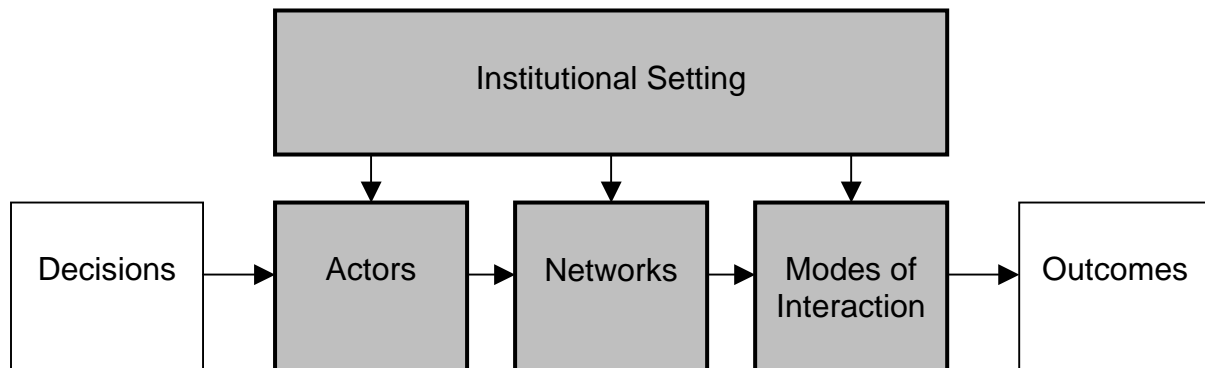 Institutional Setting
Decisions
Actors
Networks
Modes of
Interaction
Outcomes